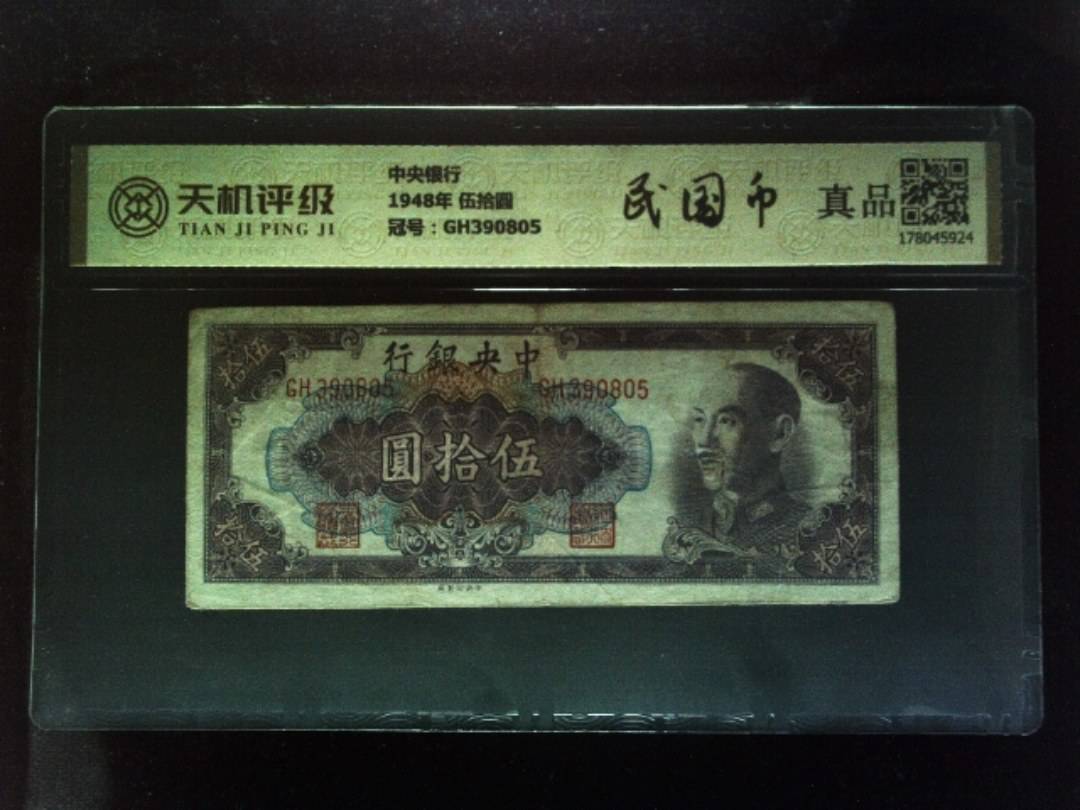 天机评级
TIAN JI PING JI
中央银行
1948年 伍拾圆
冠号：GH390805
民国币
真品
178045924
拾伍
行銀央中
拾伍
GH390805
GH390805
圓拾伍
拾伍
拾伍